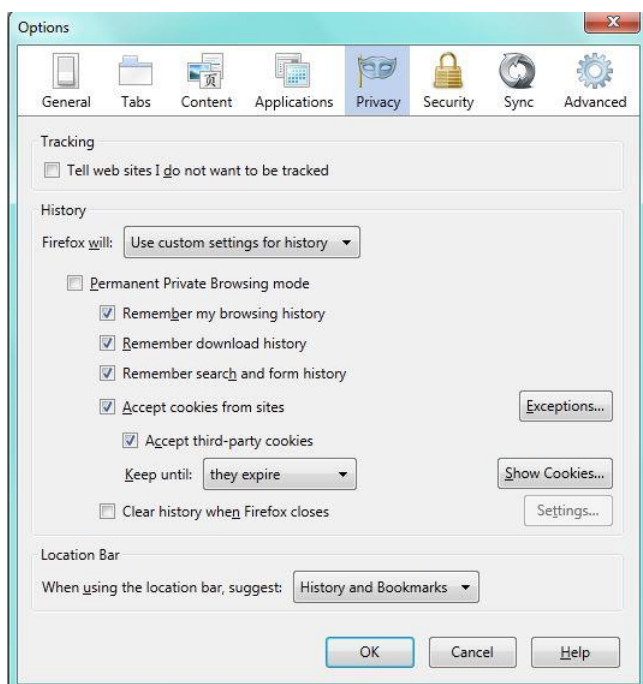 Options
General Tabs Content Applications Privacy Security Sync Advanced
Tracking
Tell web sites I do not want to be tracked
History
Firefox will: Use custom settings for history
Permanent Private Browsing mode
Remember my browsing history
Remember download history
Remember search and form history
Accept cookies from sites Exceptions...
Accept third-party cookies
Keep until: they expire Show Cookies...
Clear history when Firefox closes Settings...
Location Bar
When using the location bar, suggest: History and Bookmarks
OK Cancel Help